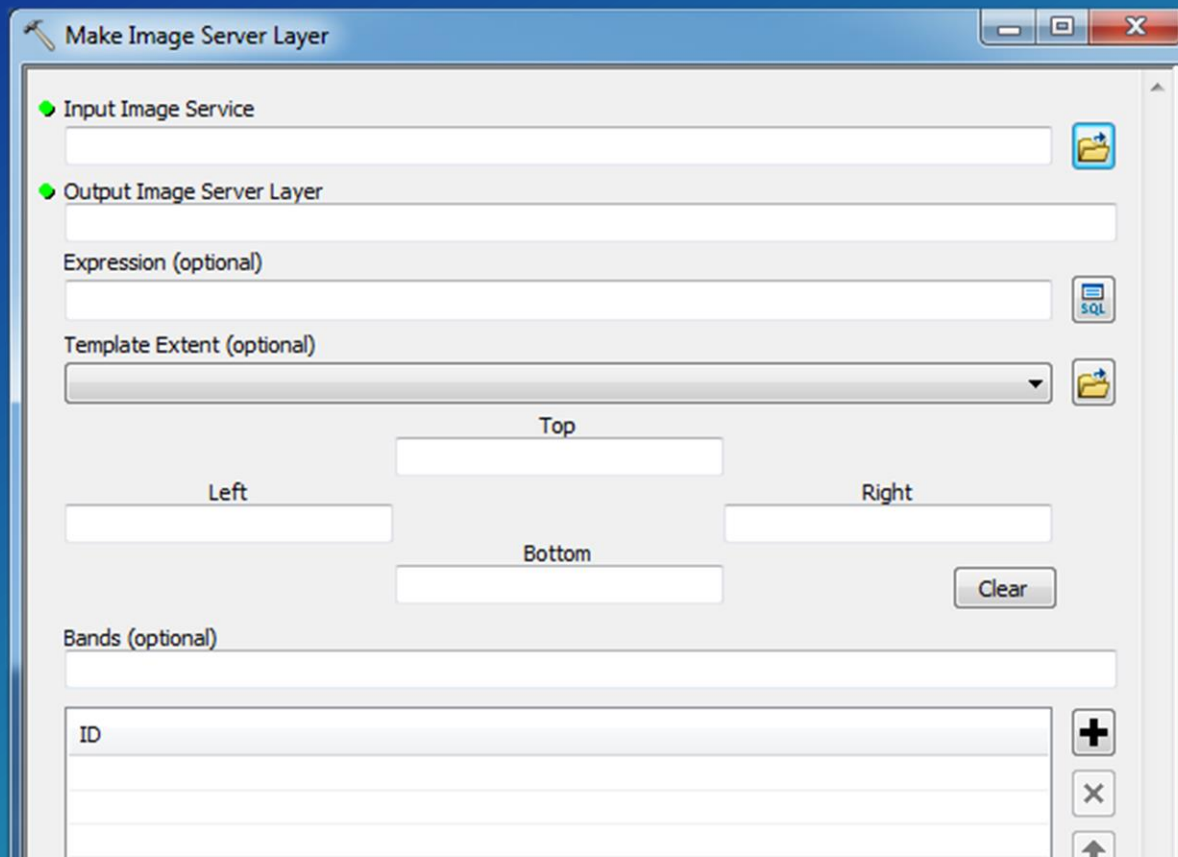 Make Image Server Layer
Input Image Service
Output Image Server Layer
Expression (optional)
SQL
Template Extent (optional)
Top
Left
Right
Bottom
Clear
Bands (optional)
ID